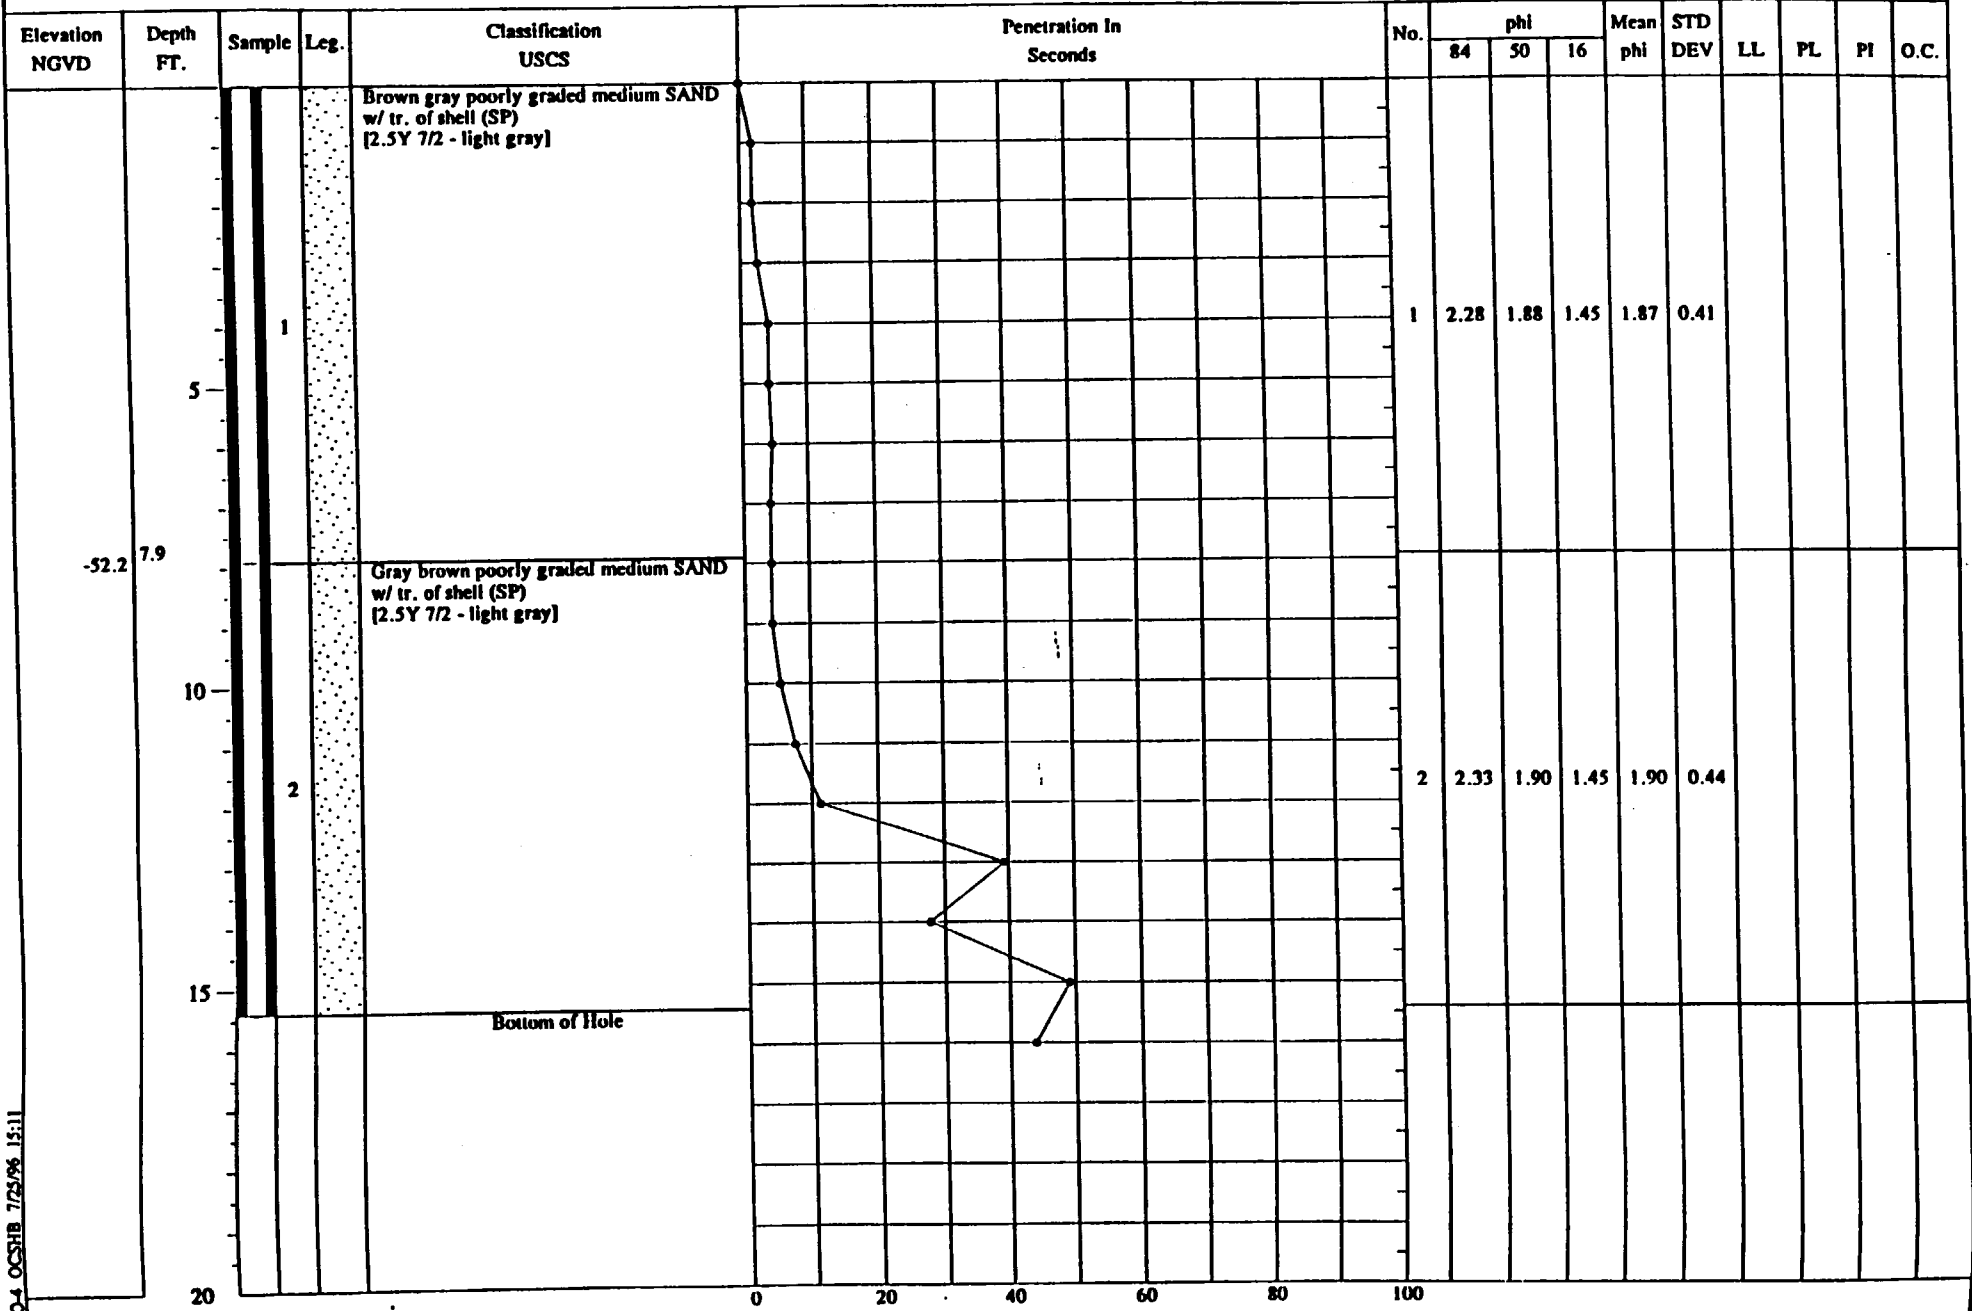 Elevation NGVD
Depth FT.
Sample
Leg.
Classification USCS
Penetration In Seconds
No.
phi
84 50 16
Mean phi
STD DEV
LL
PL
PI
O.C.
Brown gray poorly graded medium SAND
w/ tr. of shell (SP)
[2.5Y 7/2 - light gray]
1
1 2.28 1.88 1.45 1.87 0.41
5
-52.2 7.9
Gray brown poorly graded medium SAND
w/ tr. of shell (SP)
[2.5Y 7/2 - light gray]
10
2
2 2.33 1.90 1.45 1.90 0.44
15
Bottom of Hole
20
0 20 40 60 80 100
OCSHB 7/25/96 15:11